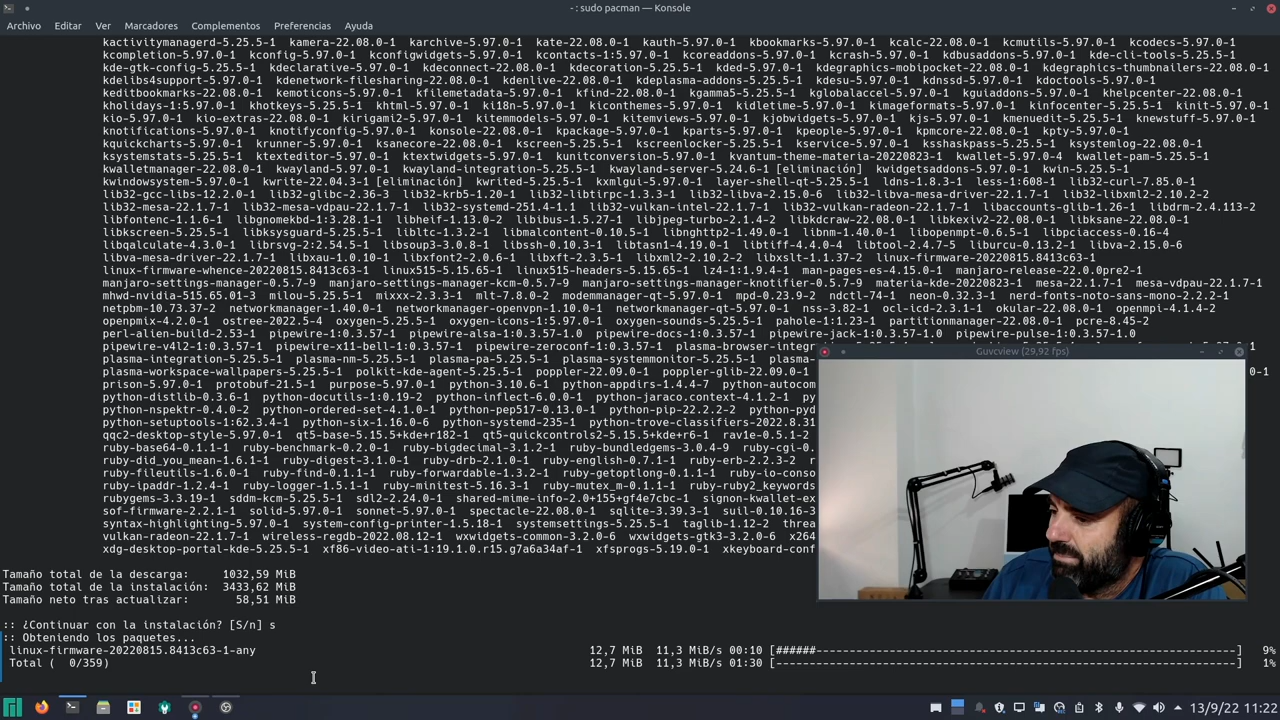 - : sudo pacman — Konsole
Archivo Editar Ver Marcadores Complementos Preferencias Ayuda
kactivitymanagerd-5.25.5-1 kamera-22.08.0-1 karchive-5.97.0-1 kate-22.08.0-1 kauth-5.97.0-1 kbookmarks-5.97.0-1 kcalc-22.08.0-1 kcmutils-5.97.0-1 kcodecs-5.97.0-1
kcompletion-5.97.0-1 kconfig-5.97.0-1 kconfigwidgets-5.97.0-1 kcontacts-1:5.97.0-1 kcoreaddons-5.97.0-1 kcrash-5.97.0-1 kdbusaddons-5.97.0-1 kde-cli-tools-5.25.5-1
kde-gtk-config-5.25.5-1 kdeclarative-5.97.0-1 kdeconnect-22.08.0-1 kdecoration-5.25.5-1 kded-5.97.0-1 kdegraphics-mobipocket-22.08.0-1 kdegraphics-thumbnailers-22.08.0-1
kdelibs4support-5.97.0-1 kdenetwork-filesharing-22.08.0-1 kdenlive-22.08.0-1 kdeplasma-addons-5.25.5-1 kdesu-5.97.0-1 kdnssd-5.97.0-1 kdoctools-5.97.0-1
keditbookmarks-22.08.0-1 kemoticons-5.97.0-1 kfilemetadata-5.97.0-1 kfind-22.08.0-1 kgamma5-5.25.5-1 kglobalaccel-5.97.0-1 kguiaddons-5.97.0-1 khelpcenter-22.08.0-1
kholidays-1:5.97.0-1 khotkeys-5.25.5-1 khtml-5.97.0-1 ki18n-5.97.0-1 kiconthemes-5.97.0-1 kidletime-5.97.0-1 kimageformats-5.97.0-1 kinfocenter-5.25.5-1 kinit-5.97.0-1
kio-5.97.0-1 kio-extras-22.08.0-1 kirigami2-5.97.0-1 kitemmodels-5.97.0-1 kitemviews-5.97.0-1 kjobwidgets-5.97.0-1 kjs-5.97.0-1 kmenuedit-5.25.5-1 knewstuff-5.97.0-1
knotifications-5.97.0-1 knotifyconfig-5.97.0-1 konsole-22.08.0-1 kpackage-5.97.0-1 kparts-5.97.0-1 kpeople-5.97.0-1 kpmcore-22.08.0-1 kpty-5.97.0-1
kquickcharts-5.97.0-1 krunner-5.97.0-1 ksanecore-22.08.0-1 kscreen-5.25.5-1 kscreenlocker-5.25.5-1 kservice-5.97.0-1 ksshaskpass-5.25.5-1 ksystemlog-22.08.0-1
ksystemstats-5.25.5-1 ktexteditor-5.97.0-1 ktextwidgets-5.97.0-1 kunitconversion-5.97.0-1 kvantum-theme-materia-20220823-1 kwallet-5.97.0-4 kwallet-pam-5.25.5-1
kwalletmanager-22.08.0-1 kwayland-5.97.0-1 kwayland-integration-5.25.5-1 kwayland-server-5.24.6-1 [eliminación] kwidgetsaddons-5.97.0-1 kwin-5.25.5-1
kwindowsystem-5.97.0-1 kwrite-22.04.3-1 [eliminación] kwrited-5.25.5-1 kxmlgui-5.97.0-1 layer-shell-qt-5.25.5-1 ldns-1.8.3-1 less-1:608-1 lib32-curl-7.85.0-1
lib32-gcc-libs-12.2.0-1 lib32-glibc-2.36-3 lib32-krb5-1.20-1 lib32-libtirpc-1.3.3-1 lib32-libva-2.15.0-6 lib32-libva-mesa-driver-22.1.7-1 lib32-libxml2-2.10.2-2
lib32-mesa-22.1.7-1 lib32-mesa-vdpau-22.1.7-1 lib32-systemd-251.4-1.1 lib32-vulkan-intel-22.1.7-1 lib32-vulkan-radeon-22.1.7-1 libaccounts-glib-1.26-1 libdrm-2.4.113-2
libfontenc-1.1.6-1 libgnomekbd-1:3.28.1-1 libheif-1.13.0-2 libibus-1.5.27-1 libjpeg-turbo-2.1.4-2 libkdcraw-22.08.0-1 libkexiv2-22.08.0-1 libksane-22.08.0-1
libkscreen-5.25.5-1 libksysguard-5.25.5-1 libltc-1.3.2-1 libmalcontent-0.10.5-1 libnghttp2-1.49.0-1 libnm-1.40.0-1 libopenmpt-0.6.5-1 libpciaccess-0.16-4
libqalculate-4.3.0-1 librsvg-2:2.54.5-1 libsoup3-3.0.8-1 libssh-0.10.3-1 libtasn1-4.19.0-1 libtiff-4.4.0-4 libtool-2.4.7-5 liburcu-0.13.2-1 libva-2.15.0-6
libva-mesa-driver-22.1.7-1 libxau-1.0.10-1 libxfont2-2.0.6-1 libxft-2.3.5-1 libxml2-2.10.2-2 libxslt-1.1.37-2 linux-firmware-20220815.8413c63-1
linux-firmware-whence-20220815.8413c63-1 linux515-5.15.65-1 linux515-headers-5.15.65-1 lz4-1:1.9.4-1 man-pages-es-4.15.0-1 manjaro-release-22.0.0pre2-1
manjaro-settings-manager-0.5.7-9 manjaro-settings-manager-kcm-0.5.7-9 manjaro-settings-manager-knotifier-0.5.7-9 materia-kde-20220823-1 mesa-22.1.7-1 mesa-vdpau-22.1.7-1
mhwd-nvidia-515.65.01-3 milou-5.25.5-1 mixxx-2.3.3-1 mlt-7.8.0-2 modemmanager-qt-5.97.0-1 mpd-0.23.9-2 ndctl-74-1 neon-0.32.3-1 nerd-fonts-noto-sans-mono-2.2.2-1
netpbm-10.73.37-2 networkmanager-1.40.0-1 networkmanager-openvpn-1.10.0-1 networkmanager-qt-5.97.0-1 nss-3.82-1 ocl-icd-2.3.1-1 okular-22.08.0-1 openexr-1.4.4-2
openpmix-4.2.0-1 ostree-2022.5-4 oxygen-5.25.5-1 oxygen-icons-1:5.97.0-1 oxygen-sounds-5.25.5-1 pahole-1:1.23-1 partitionmanager-22.08.0-1 pcre-8.45-2
perl-alien-build-2.51-1 pipewire-1:0.3.57-1 pipewire-alsa-1:0.3.57-1.0 pipewire-docs-1:0.3.57-1 pipewire-jack-1:0.3.57-1.0 pipewire-pulse-1:0.3.57-1.0
pipewire-v4l2-1:0.3.57-1 pipewire-x11-bell-1:0.3.57-1 pipewire-zeroconf-1:0.3.57-1 plasma-browser-integr
plasma-integration-5.25.5-1 plasma-nm-5.25.5-1 plasma-pa-5.25.5-1 plasma-systemmonitor-5.25.5-1 plasma-
plasma-workspace-wallpapers-5.25.5-1 polkit-kde-agent-5.25.5-1 poppler-22.09.0-1 poppler-glib-22.09.0-1
prison-5.97.0-1 protobuf-21.5-1 purpose-5.97.0-1 python-3.10.6-1 python-appdirs-1.4.4-7 python-autocom
python-distlib-0.3.6-1 python-docutils-1:0.19-2 python-inflect-6.0.0-1 python-jaraco.context-4.1.2-1 py
python-nspektr-0.4.0-2 python-ordered-set-4.1.0-1 python-pep517-0.13.0-1 python-pip-22.2.2-2 python-pyd
python-setuptools-1:62.3.4-1 python-six-1.16.0-6 python-systemd-235-1 python-trove-classifiers-2022.8.31
qqc2-desktop-style-5.97.0-1 qt5-base-5.15.5+kde+r182-1 qt5-quickcontrols2-5.15.5+kde+r6-1 rav1e-0.5.1-2
ruby-base64-0.1.1-1 ruby-benchmark-0.2.0-1 ruby-bigdecimal-3.1.2-1 ruby-bundledgems-3.0.4-9 ruby-cgi-0.
ruby-did_you_mean-1.6.1-1 ruby-digest-3.1.0-1 ruby-drb-2.1.0-1 ruby-english-0.7.1-1 ruby-erb-2.2.3-2 r
ruby-fileutils-1.6.0-1 ruby-find-0.1.1-1 ruby-forwardable-1.3.2-1 ruby-getoptlong-0.1.1-1 ruby-io-conso
ruby-ipaddr-1.2.4-1 ruby-logger-1.5.1-1 ruby-minitest-5.16.3-1 ruby-mutex_m-0.1.1-1 ruby-ruby2_keywords
rubygems-3.3.19-1 sddm-kcm-5.25.5-1 sdl2-2.24.0-1 shared-mime-info-2.0+155+gf4e7cbc-1 signon-kwallet-ex
sof-firmware-2.2.1-1 solid-5.97.0-1 sonnet-5.97.0-1 spectacle-22.08.0-1 sqlite-3.39.3-1 suil-0.10.16-3
syntax-highlighting-5.97.0-1 system-config-printer-1.5.18-1 systemsettings-5.25.5-1 taglib-1.12-2 threa
vulkan-radeon-22.1.7-1 wireless-regdb-2022.08.12-1 wxwidgets-common-3.2.0-6 wxwidgets-gtk3-3.2.0-6 x264
xdg-desktop-portal-kde-5.25.5-1 xf86-video-ati-1:19.1.0.r15.g7a6a34af-1 xfsprogs-5.19.0-1 xkeyboard-conf
Guvcview (29,92 fps)
Tamaño total de la descarga: 1032,59 MiB
Tamaño total de la instalación: 3433,62 MiB
Tamaño neto tras actualizar: 58,51 MiB
:: ¿Continuar con la instalación? [S/n] s
:: Obteniendo los paquetes...
linux-firmware-20220815.8413c63-1-any 12,7 MiB 11,3 MiB/s 00:10 [######----------------------------------------------------------------] 9%
Total ( 0/359) 12,7 MiB 11,3 MiB/s 01:30 [----------------------------------------------------------------------] 1%
13/9/22 11:22